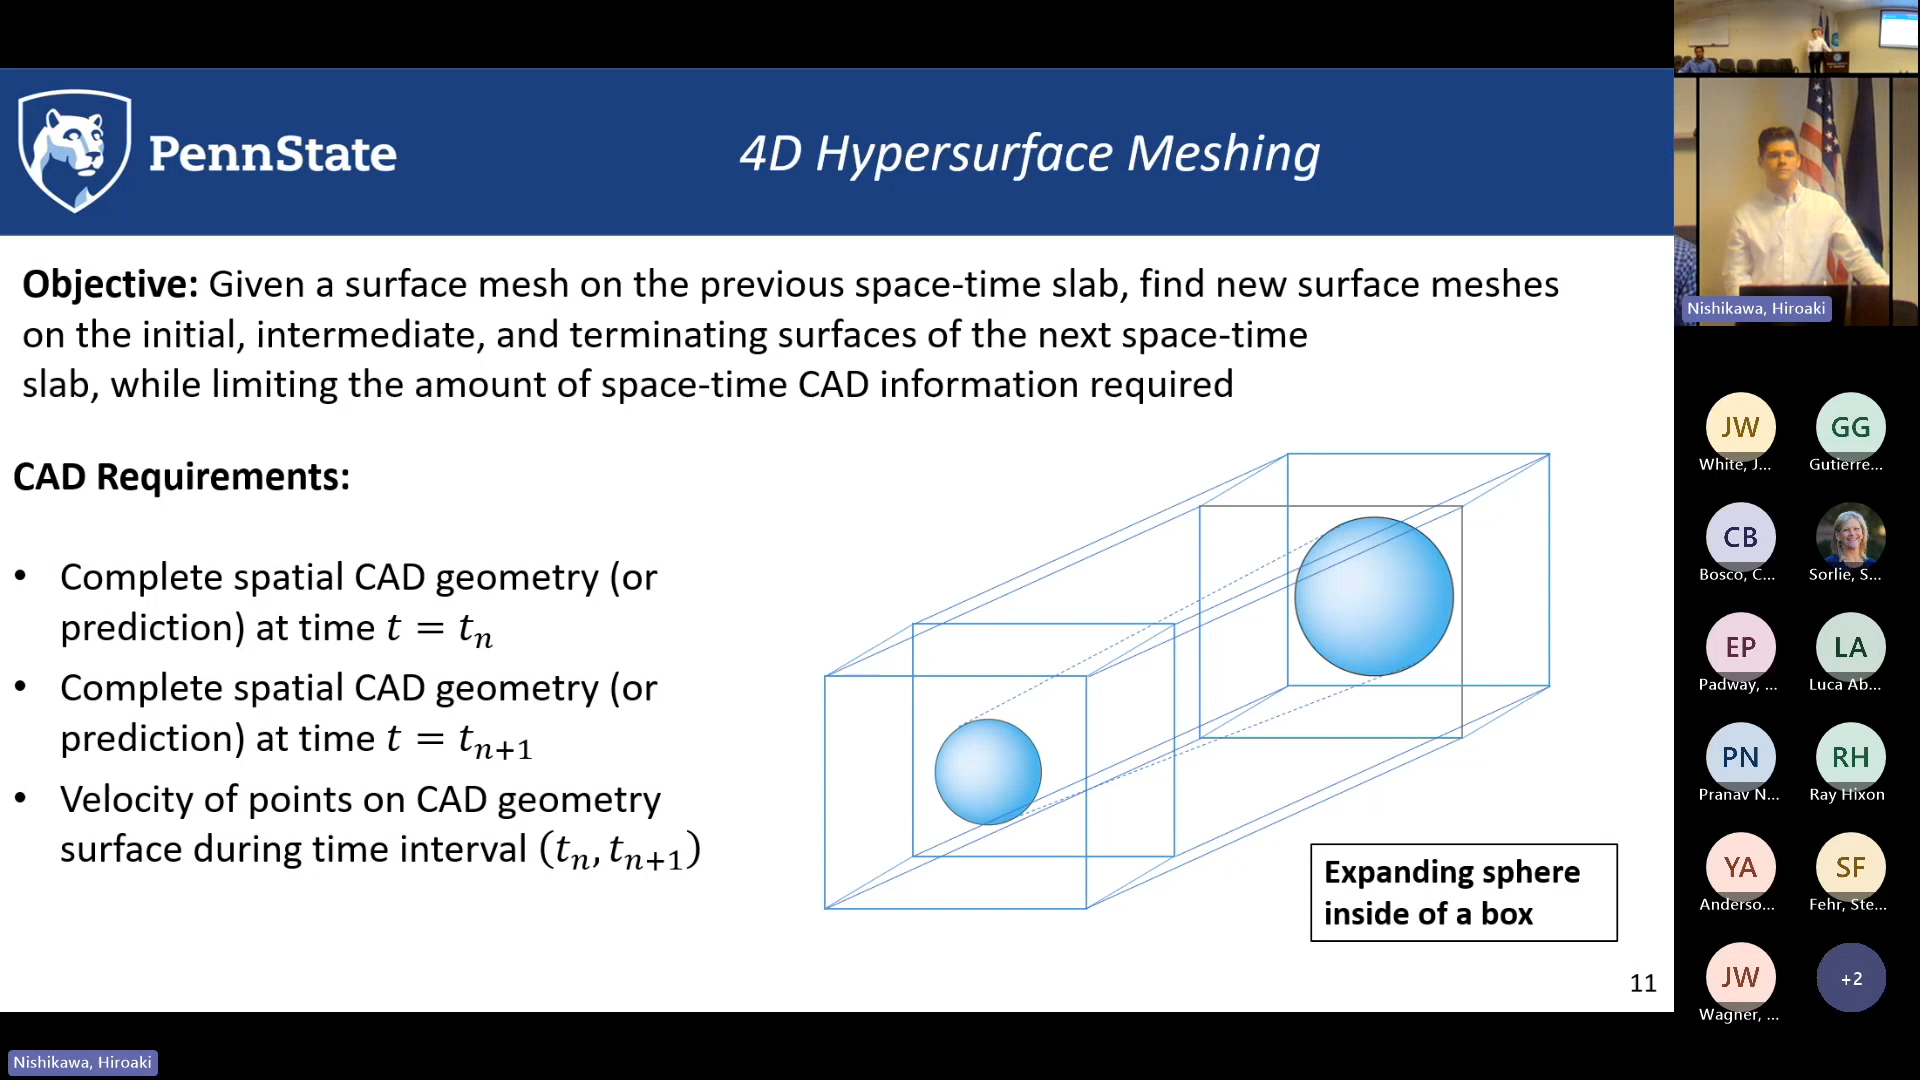 PennState
4D Hypersurface Meshing
Objective: Given a surface mesh on the previous space-time slab, find new surface meshes
on the initial, intermediate, and terminating surfaces of the next space-time
slab, while limiting the amount of space-time CAD information required
CAD Requirements:
• Complete spatial CAD geometry (or
prediction) at time t = tₙ
• Complete spatial CAD geometry (or
prediction) at time t = tₙ₊₁
• Velocity of points on CAD geometry
surface during time interval (tₙ, tₙ₊₁)
Expanding sphere
inside of a box
11
Nishikawa, Hiroaki
Nishikawa, Hiroaki
JW
White, J...
GG
Gutierre...
CB
Bosco, C...
Sorlie, S...
EP
Padway, ...
LA
Luca Ab...
PN
Pranav N...
RH
Ray Hixon
YA
Anderso...
SF
Fehr, Ste...
JW
Wagner, ...
+2